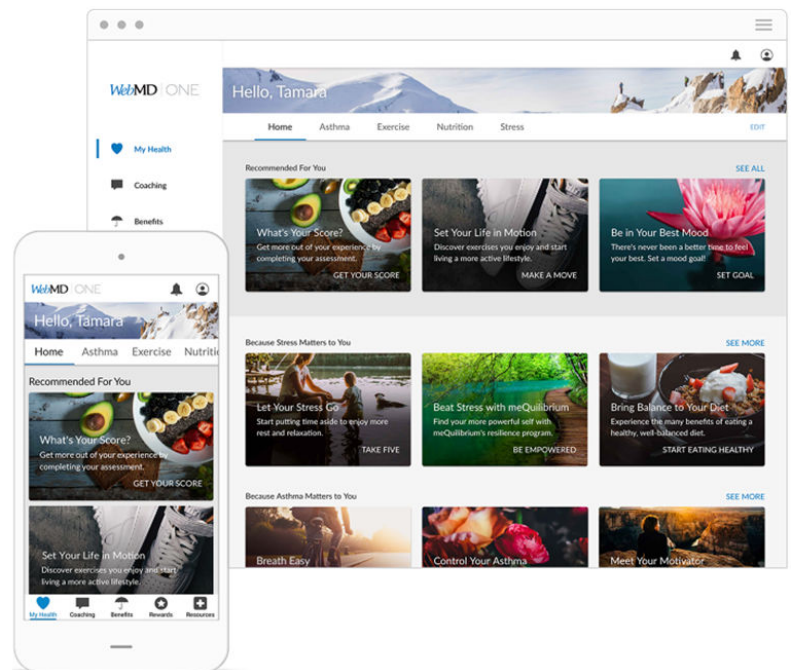 WebMD ONE
Hello, Tamara
Home Asthma Exercise Nutrition Stress EDIT
My Health
Coaching
Benefits
Recommended For You SEE ALL
What's Your Score?
Get more out of your experience by
completing your assessment.
GET YOUR SCORE
Set Your Life in Motion
Discover exercises you enjoy and start
living a more active lifestyle.
MAKE A MOVE
Be in Your Best Mood
There's never been a better time to feel
your best. Set a mood goal!
SET GOAL
Because Stress Matters to You SEE MORE
Let Your Stress Go
Start putting time aside to enjoy more
rest and relaxation.
TAKE FIVE
Beat Stress with meQuilibrium
Find your more powerful self with
meQuilibrium's resilience program.
BE EMPOWERED
Bring Balance to Your Diet
Experience the many benefits of eating a
healthy, well-balanced diet.
START EATING HEALTHY
Because Asthma Matters to You SEE MORE
Breath Easy
Control Your Asthma
Meet Your Motivator
WebMD ONE
Hello, Tamara
Home Asthma Exercise Nutriti
Recommended For You
What's Your Score?
Get more out of your experience by
completing your assessment.
GET YOUR SCORE
Set Your Life in Motion
Discover exercises you enjoy and start
living a more active lifestyle.
My Health Coaching Benefits Rewards Resources